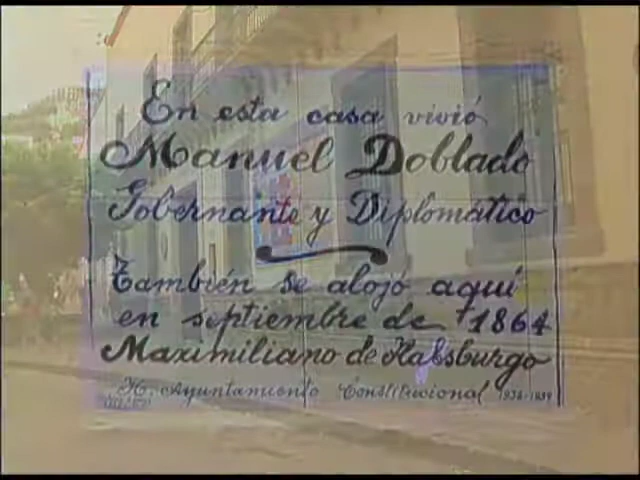 En esta casa vivió
Manuel Doblado
Gobernante y Diplomático
También se alojó aquí
en septiembre de 1864
Maximiliano de Habsburgo
H. Ayuntamiento Constitucional